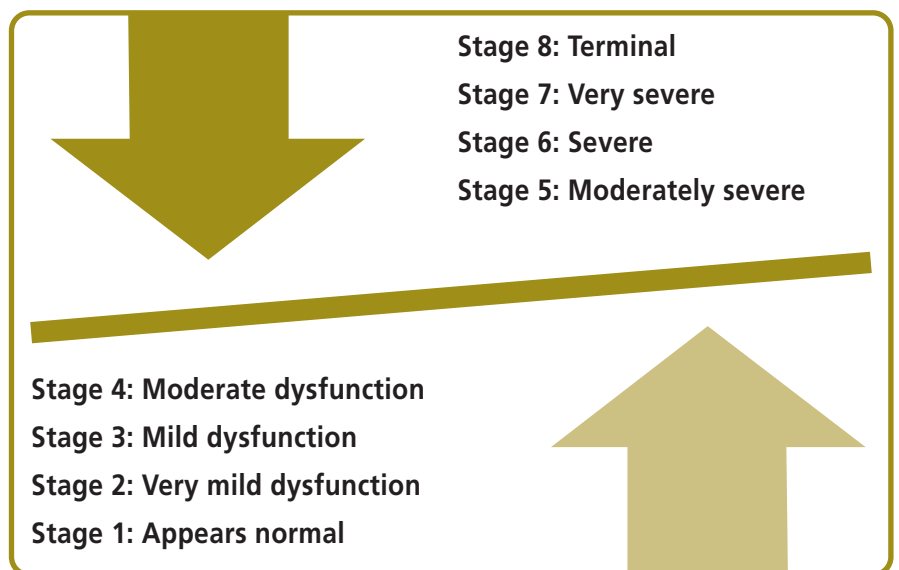 Stage 8: Terminal
Stage 7: Very severe
Stage 6: Severe
Stage 5: Moderately severe
Stage 4: Moderate dysfunction
Stage 3: Mild dysfunction
Stage 2: Very mild dysfunction
Stage 1: Appears normal